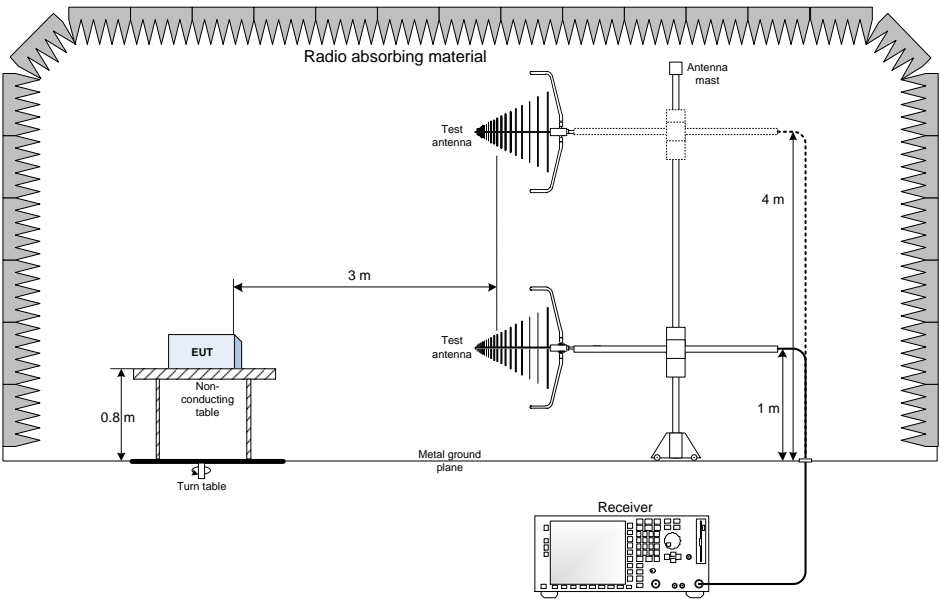 Radio absorbing material
Antenna
mast
Test
antenna
4 m
3 m
Test
antenna
EUT
Non-
conducting
table
0.8 m
1 m
Metal ground
plane
Turn table
Receiver